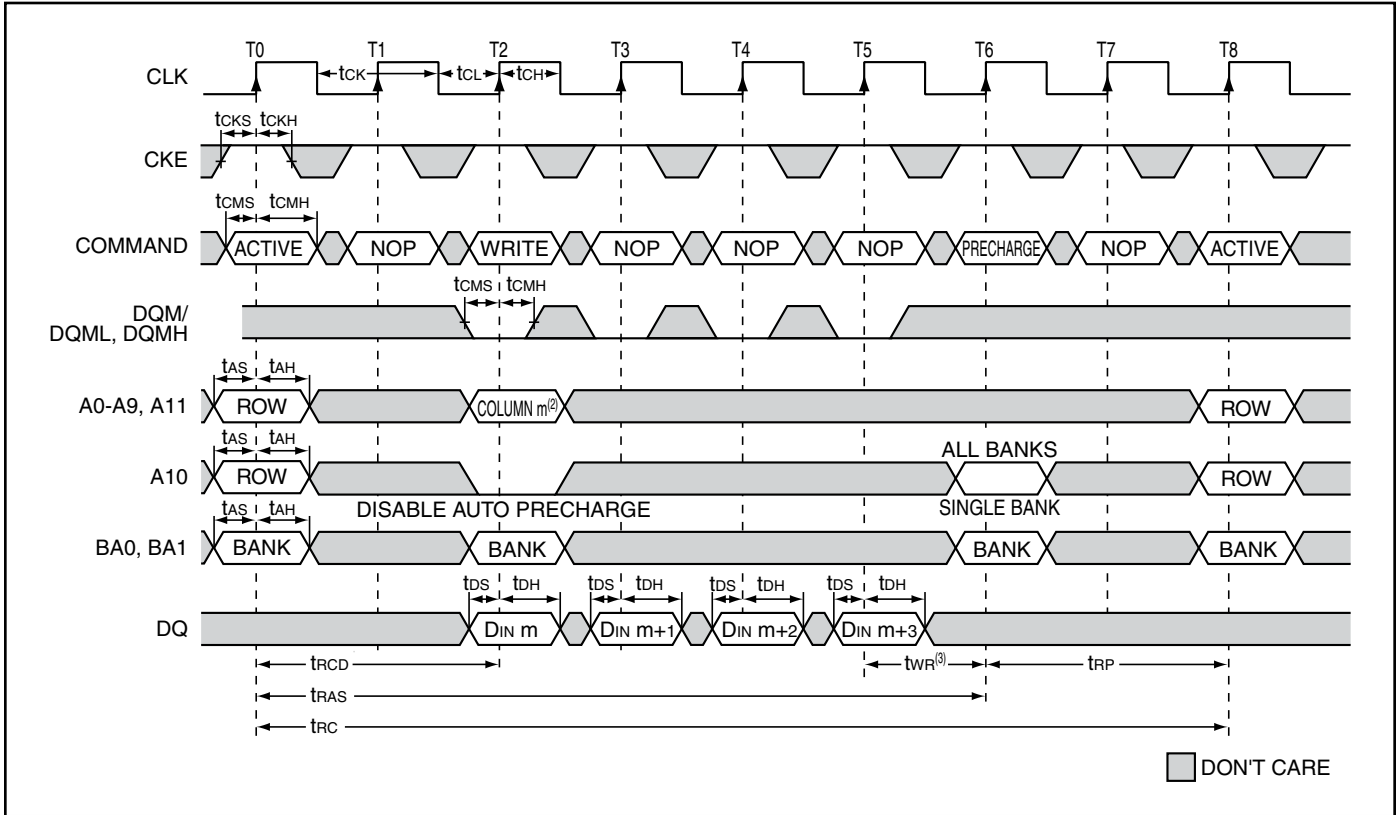 T0 T1 T2 T3 T4 T5 T6 T7 T8
CLK tCK tCL tCH
tCKS tCKH
CKE
tCMS tCMH
COMMAND ACTIVE NOP WRITE NOP NOP NOP PRECHARGE NOP ACTIVE
tCMS tCMH
DQM/
DQML, DQMH
tAS tAH
A0-A9, A11 ROW COLUMN m(2) ROW
tAS tAH ALL BANKS
A10 ROW ROW
tAS tAH DISABLE AUTO PRECHARGE SINGLE BANK
BA0, BA1 BANK BANK BANK BANK
tDS tDH tDS tDH tDS tDH tDS tDH
DQ DIN m DIN m+1 DIN m+2 DIN m+3
tRCD tWR(3) tRP
tRAS
tRC
DON'T CARE